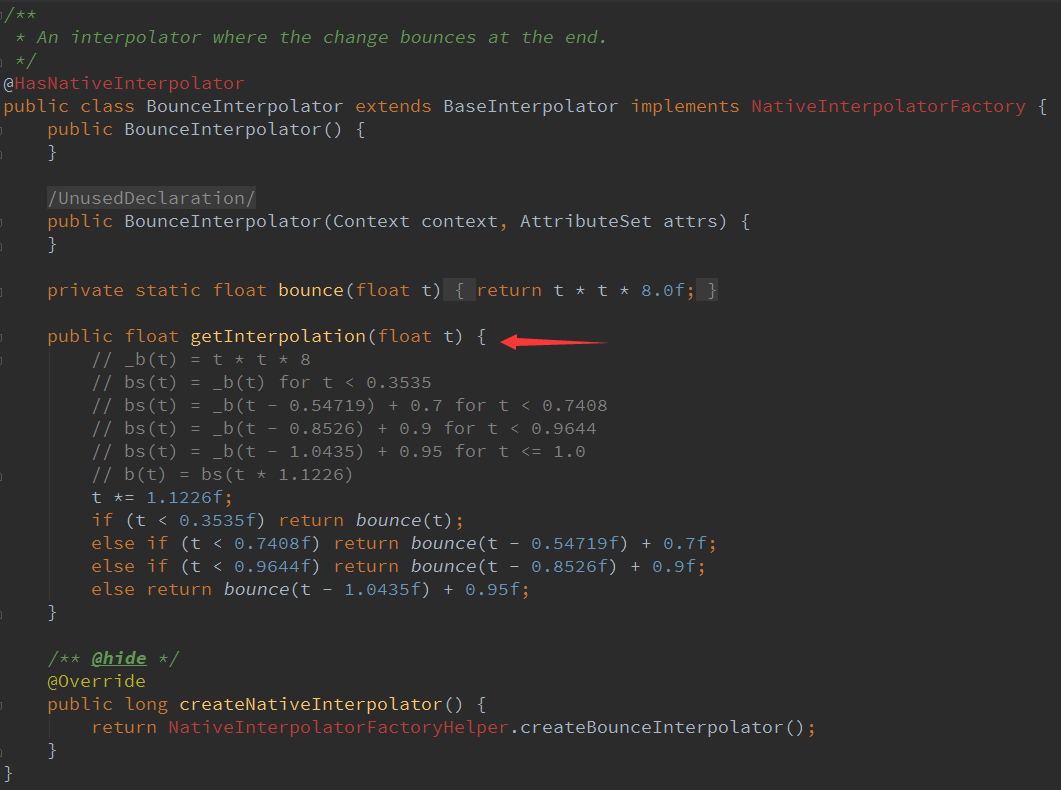 /**
 * An interpolator where the change bounces at the end.
 */
@HasNativeInterpolator
public class BounceInterpolator extends BaseInterpolator implements NativeInterpolatorFactory {
    public BounceInterpolator() {
    }

    /UnusedDeclaration/
    public BounceInterpolator(Context context, AttributeSet attrs) {
    }

    private static float bounce(float t) { return t * t * 8.0f; }

    public float getInterpolation(float t) {
        // _b(t) = t * t * 8
        // bs(t) = _b(t) for t < 0.3535
        // bs(t) = _b(t - 0.54719) + 0.7 for t < 0.7408
        // bs(t) = _b(t - 0.8526) + 0.9 for t < 0.9644
        // bs(t) = _b(t - 1.0435) + 0.95 for t <= 1.0
        // b(t) = bs(t * 1.1226)
        t *= 1.1226f;
        if (t < 0.3535f) return bounce(t);
        else if (t < 0.7408f) return bounce(t - 0.54719f) + 0.7f;
        else if (t < 0.9644f) return bounce(t - 0.8526f) + 0.9f;
        else return bounce(t - 1.0435f) + 0.95f;
    }

    /** @hide */
    @Override
    public long createNativeInterpolator() {
        return NativeInterpolatorFactoryHelper.createBounceInterpolator();
    }
}